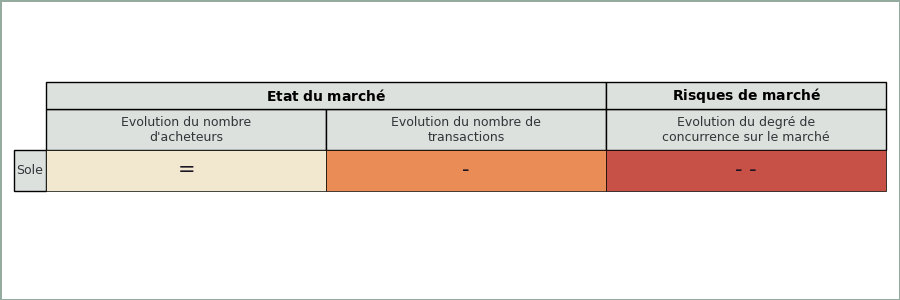 Etat du marché
Risques de marché
Evolution du nombre
d'acheteurs
Evolution du nombre de
transactions
Evolution du degré de
concurrence sur le marché
Sole
=
-
- -